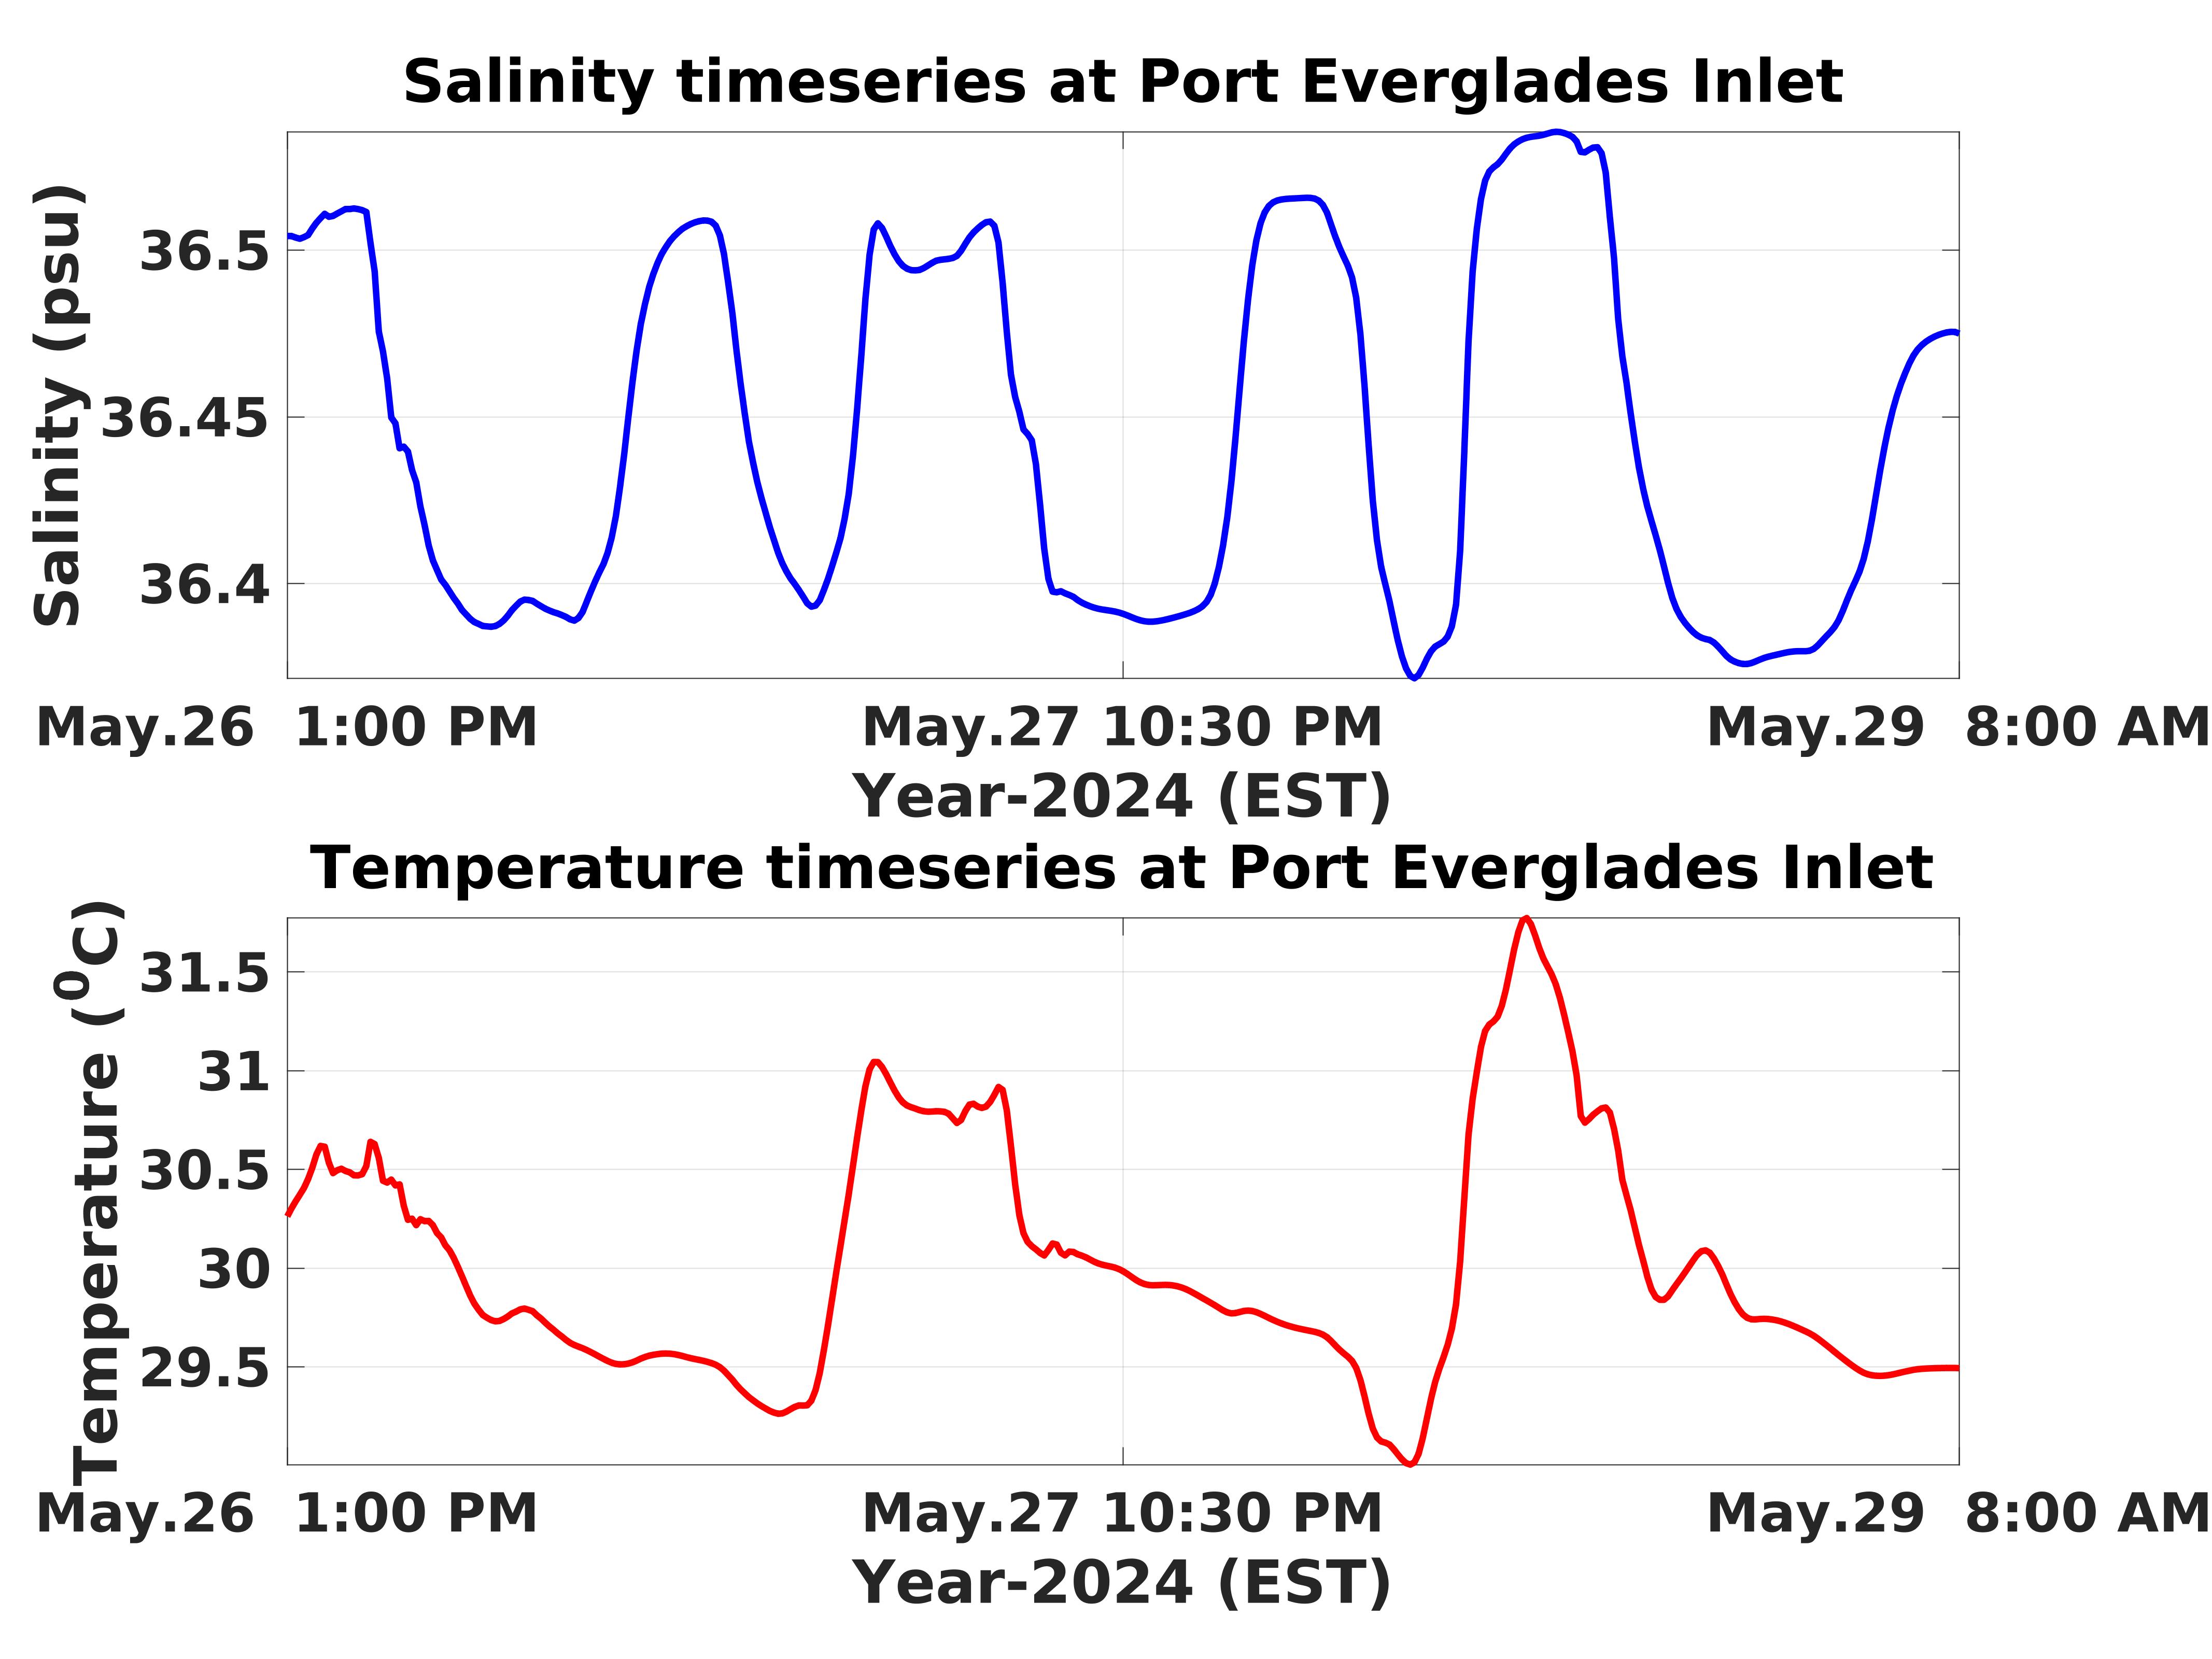 Salinity timeseries at Port Everglades Inlet
Salinity (psu)
36.5
36.45
36.4
May.26  1:00 PM
May.27 10:30 PM
May.29  8:00 AM
Year-2024 (EST)
Temperature timeseries at Port Everglades Inlet
Temperature (⁰C)
31.5
31
30.5
30
29.5
May.26  1:00 PM
May.27 10:30 PM
May.29  8:00 AM
Year-2024 (EST)